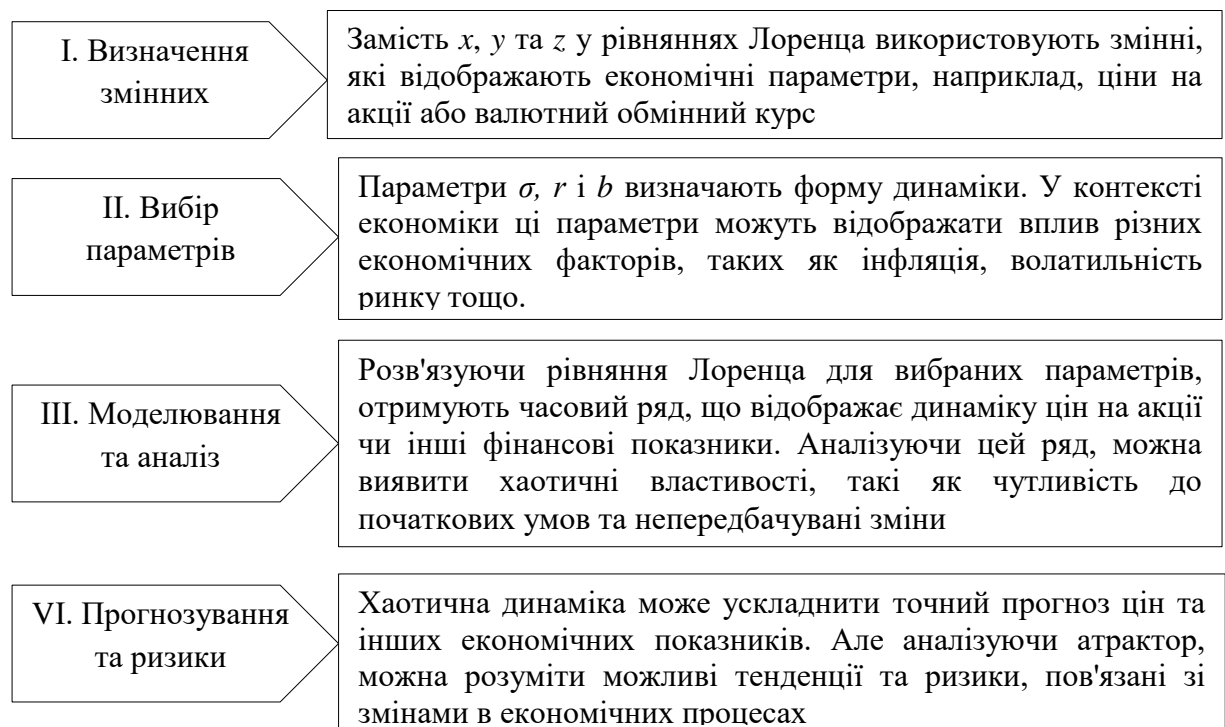 І. Визначення
змінних
Замість x, y та z у рівняннях Лоренца використовують змінні,
які відображають економічні параметри, наприклад, ціни на
акції або валютний обмінний курс
ІІ. Вибір
параметрів
Параметри σ, r і b визначають форму динаміки. У контексті
економіки ці параметри можуть відображати вплив різних
економічних факторів, таких як інфляція, волатильність
ринку тощо.
ІІІ. Моделювання
та аналіз
Розв'язуючи рівняння Лоренца для вибраних параметрів,
отримують часовий ряд, що відображає динаміку цін на акції
чи інші фінансові показники. Аналізуючи цей ряд, можна
виявити хаотичні властивості, такі як чутливість до
початкових умов та непередбачувані зміни
VI. Прогнозування
та ризики
Хаотична динаміка може ускладнити точний прогноз цін та
інших економічних показників. Але аналізуючи атрактор,
можна розуміти можливі тенденції та ризики, пов'язані зі
змінами в економічних процесах